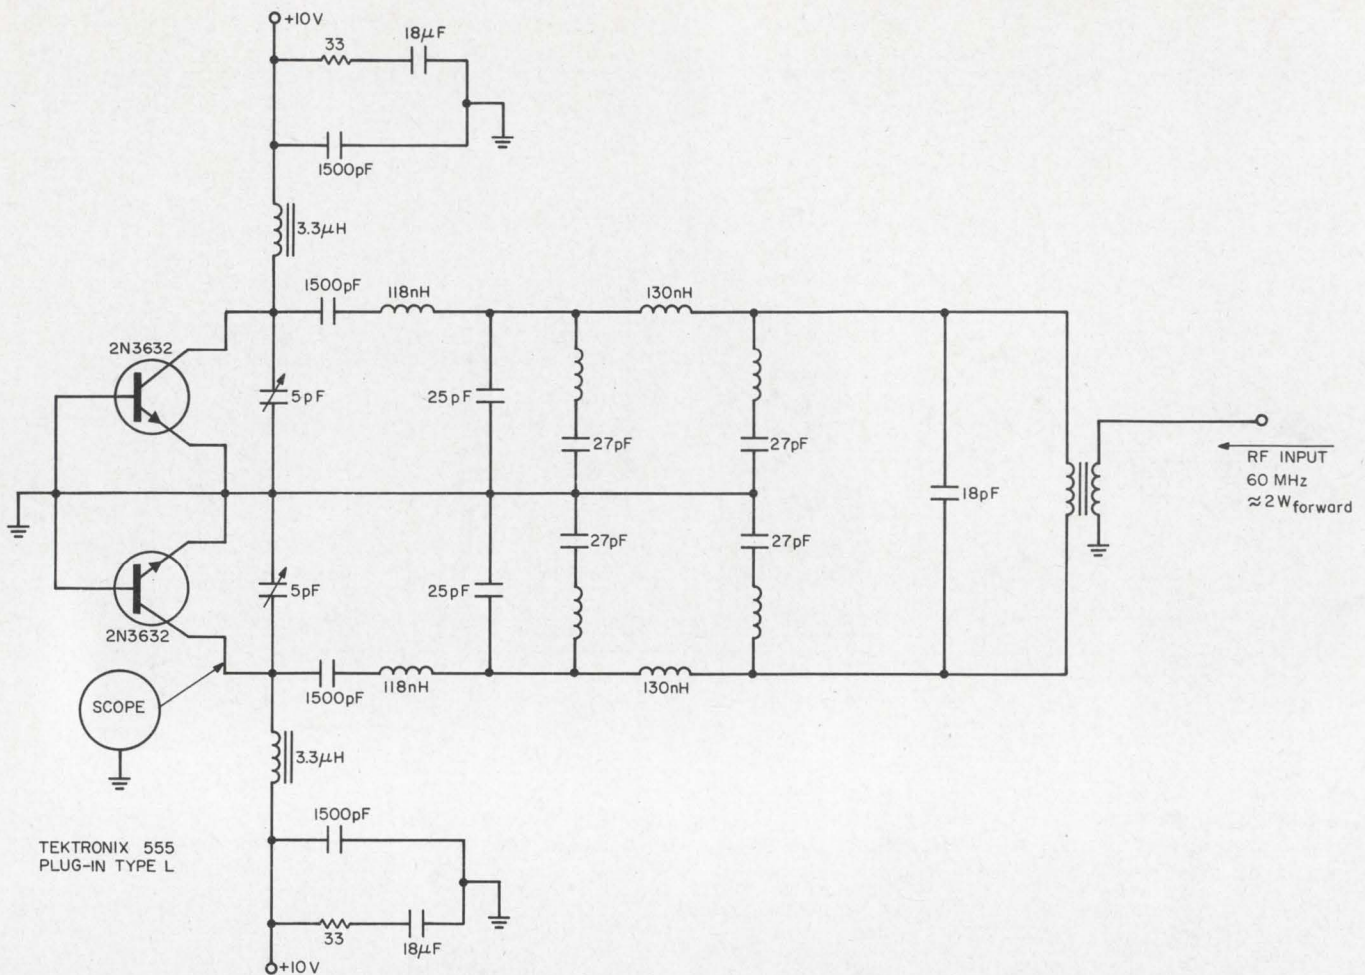 +10V
33
18μF
1500pF
3.3μH
1500pF
118nH
130nH
2N3632
5pF
25pF
27pF
27pF
RF INPUT
60 MHz
≈2W forward
18pF
27pF
27pF
5pF
25pF
2N3632
SCOPE
1500pF
118nH
130nH
3.3μH
1500pF
TEKTRONIX 555
PLUG-IN TYPE L
33
18μF
+10V